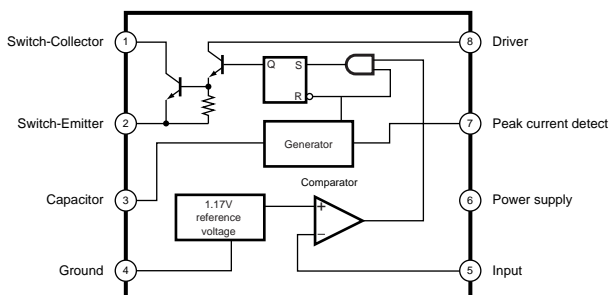 Switch-Collector 1
8 Driver
Q S
R
Switch-Emitter 2
Generator
7 Peak current detect
Comparator
Capacitor 3
1.17V
reference
voltage
+
−
6 Power supply
Ground 4
5 Input